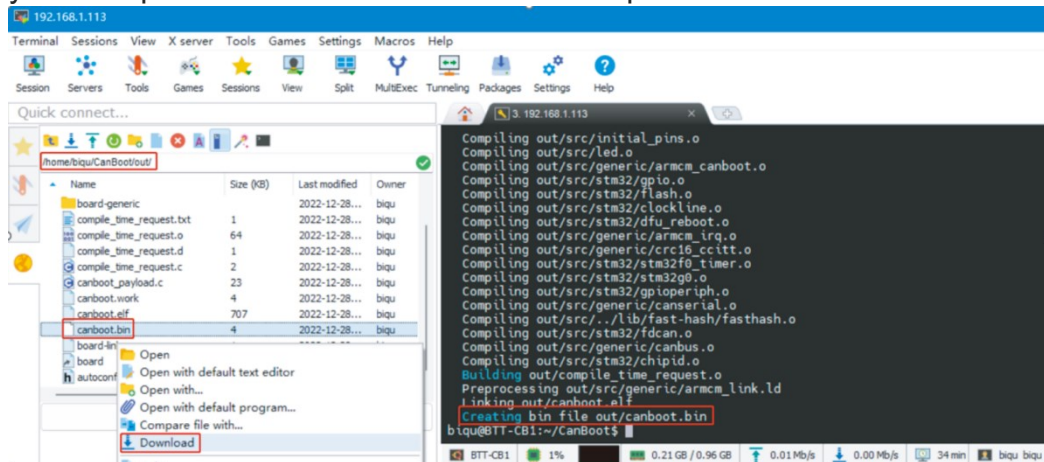 192.168.1.113
Terminal Sessions View X server Tools Games Settings Macros Help
Session Servers Tools Games Sessions View Split MultiExec Tunneling Packages Settings Help
Quick connect...
3. 192.168.1.113
/home/biqu/CanBoot/out/
Name Size (KB) Last modified Owner
board-generic 2022-12-28... biqu
compile_time_request.txt 1 2022-12-28... biqu
compile_time_request.o 64 2022-12-28... biqu
compile_time_request.d 1 2022-12-28... biqu
compile_time_request.c 2 2022-12-28... biqu
canboot_payload.c 23 2022-12-28... biqu
canboot.work 4 2022-12-28... biqu
canboot.elf 707 2022-12-28... biqu
canboot.bin 4 2022-12-28... biqu
board
autoconf
Open
Open with default text editor
Open with...
Open with default program...
Compare file with...
Download
Compiling out/src/initial_pins.o
Compiling out/src/led.o
Compiling out/src/generic/armcm_canboot.o
Compiling out/src/stm32/gpio.o
Compiling out/src/stm32/flash.o
Compiling out/src/stm32/clockline.o
Compiling out/src/stm32/dfu_reboot.o
Compiling out/src/generic/armcm_irq.o
Compiling out/src/generic/crc16_ccitt.o
Compiling out/src/stm32/stm32f0_timer.o
Compiling out/src/stm32/stm32g0.o
Compiling out/src/stm32/gpioperiph.o
Compiling out/src/generic/canserial.o
Compiling out/src/../lib/fast-hash/fasthash.o
Compiling out/src/stm32/fdcan.o
Compiling out/src/generic/canbus.o
Compiling out/src/stm32/chipid.o
Building out/compile_time_request.o
Preprocessing out/src/generic/armcm_link.ld
Linking out/canboot.elf
Creating bin file out/canboot.bin
biqu@BTT-CB1:~/CanBoot$
BTT-CB1 1% 0.21 GB / 0.96 GB 0.01 Mb/s 0.00 Mb/s 34 min biqu biqu